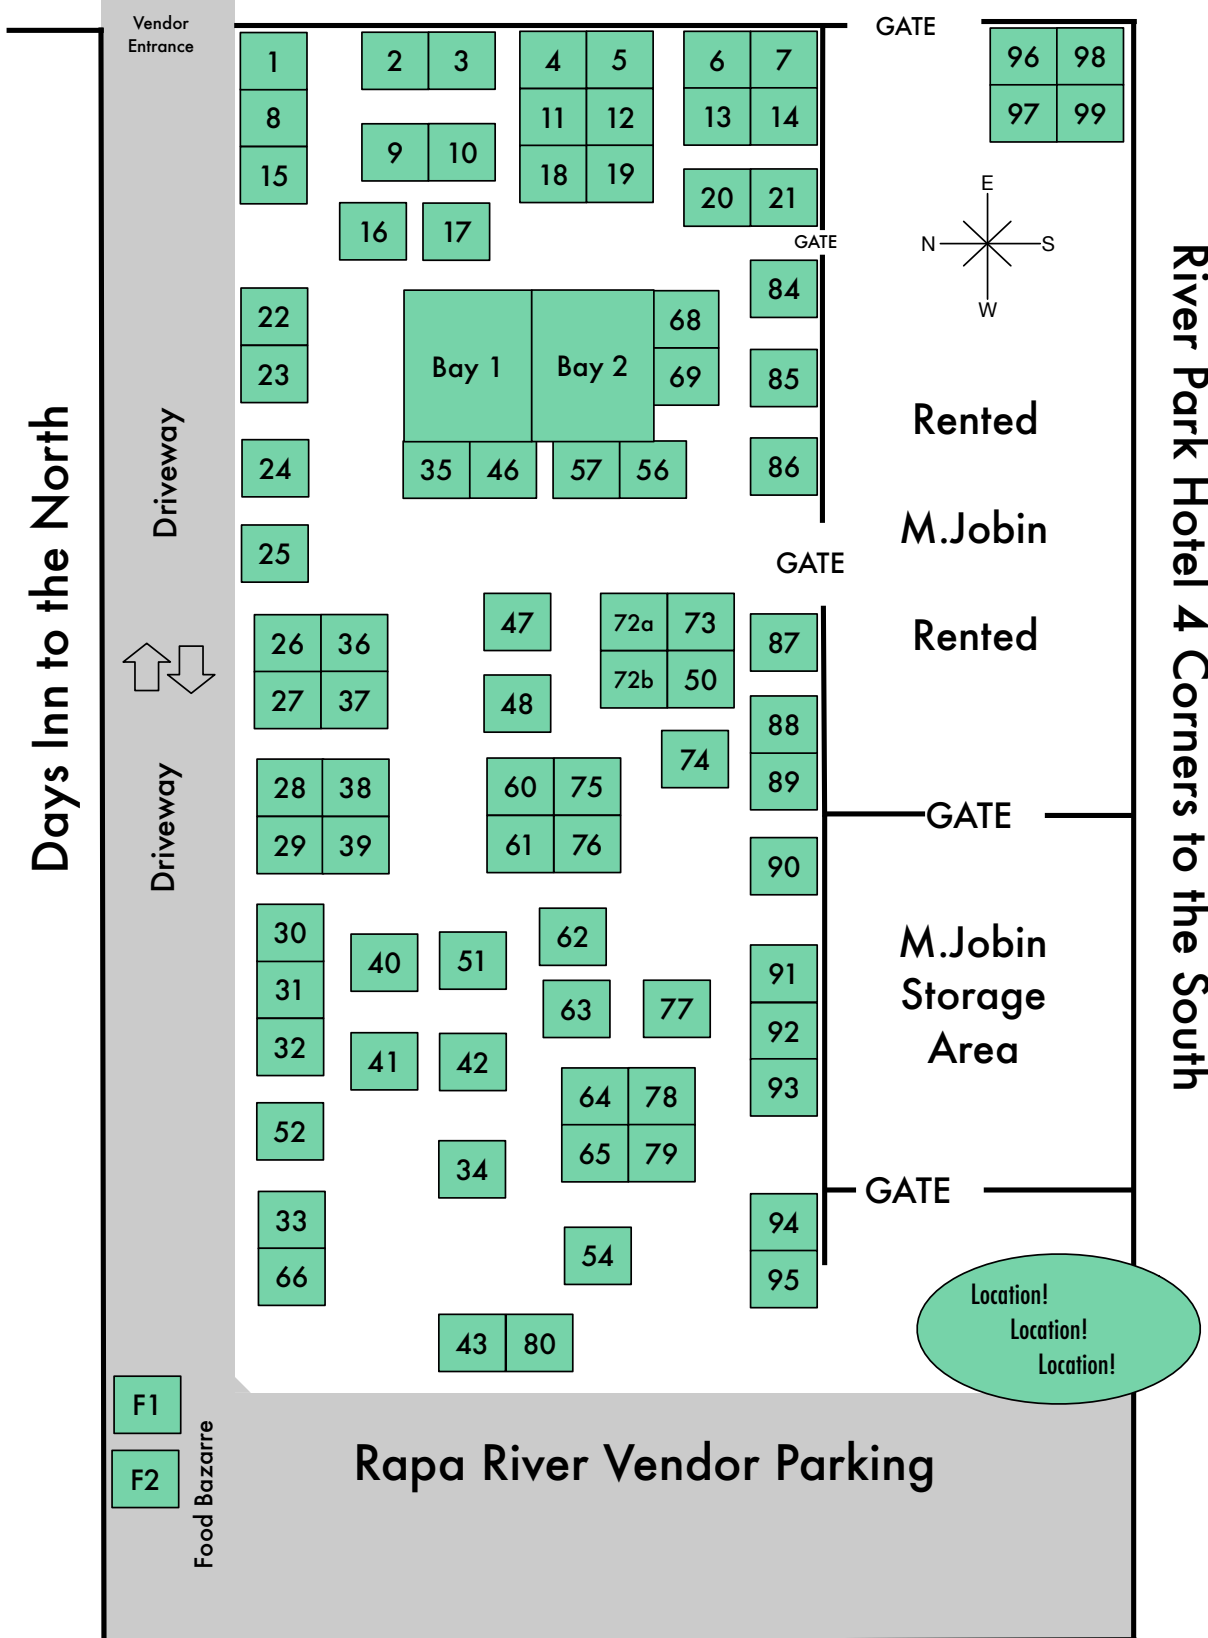 Vendor
Entrance
GATE
1
2 3
4 5
6 7
96 98
8
9 10
11 12
13 14
97 99
15
16 17
18 19
20 21
GATE
E
N S
W
22
23
24
25
Bay 1 Bay 2
68
69
35 46 57 56
84
85
86
Rented
M.Jobin
Rented
GATE
Driveway
Driveway
Days Inn to the North
River Park Hotel 4 Corners to the South
26 36
27 37
47
48
72a 73
72b 50
74
87
88
89
GATE
28 38
29 39
60 75
61 76
90
30
31
32
40 51
41 42
62
63 77
91
92
93
M.Jobin
Storage
Area
64 78
65 79
52
34
33
66
54
94
95
GATE
43 80
Location!
Location!
Location!
F1
F2
Food Bazarre
Rapa River Vendor Parking